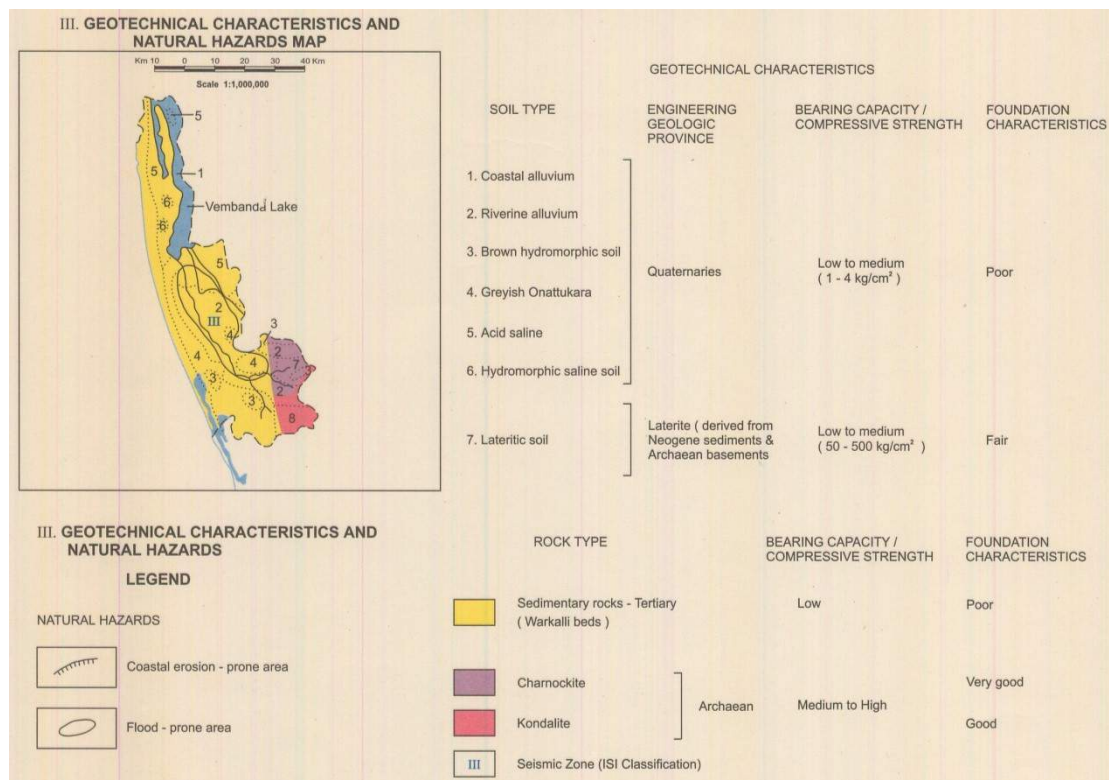 III. GEOTECHNICAL CHARACTERISTICS AND
NATURAL HAZARDS MAP
Km 10 0 10 20 30 40 Km
Scale 1:1,000,000
5
1
5
6
Vemband Lake
6
5
2
III
4
3
2
4
4
7
3
2
3
8
GEOTECHNICAL CHARACTERISTICS
SOIL TYPE
ENGINEERING
GEOLOGIC
PROVINCE
BEARING CAPACITY /
COMPRESSIVE STRENGTH
FOUNDATION
CHARACTERISTICS
1. Coastal alluvium
2. Riverine alluvium
3. Brown hydromorphic soil
4. Greyish Onattukara
5. Acid saline
6. Hydromorphic saline soil
Quaternaries
Low to medium
( 1 - 4 kg/cm² )
Poor
7. Lateritic soil
Laterite ( derived from
Neogene sediments &
Archaean basements
Low to medium
( 50 - 500 kg/cm² )
Fair
III. GEOTECHNICAL CHARACTERISTICS AND
NATURAL HAZARDS
LEGEND
NATURAL HAZARDS
Coastal erosion - prone area
Flood - prone area
ROCK TYPE
BEARING CAPACITY /
COMPRESSIVE STRENGTH
FOUNDATION
CHARACTERISTICS
Sedimentary rocks - Tertiary
( Warkalli beds )
Low
Poor
Charnockite
Kondalite
Archaean
Medium to High
Very good
Good
III Seismic Zone (ISI Classification)